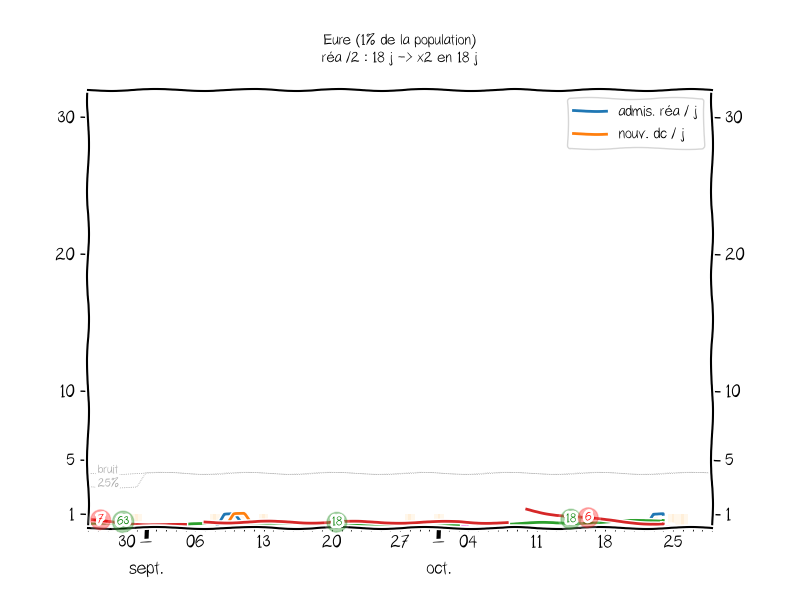 Eure (1% de la population)
réa /2 : 18 j -> x2 en 18 j
admis. réa / j
nouv. dc / j
30 30
20 20
10 10
5 5
bruit
25%
1 1
7 63 18 18 6
30 06 13 20 27 04 11 18 25
sept. oct.